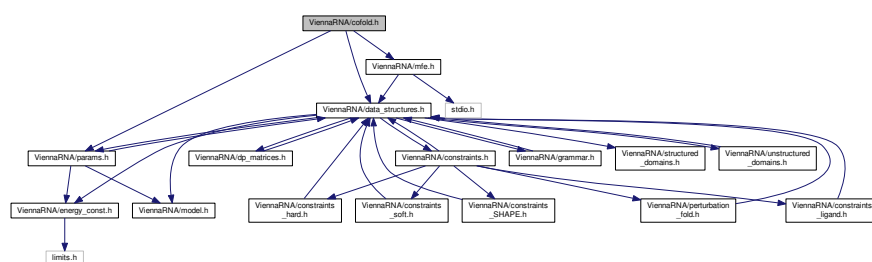 ViennaRNA/cofold.h
ViennaRNA/mfe.h
ViennaRNA/data_structures.h
stdio.h
ViennaRNA/params.h
ViennaRNA/dp_matrices.h
ViennaRNA/constraints.h
ViennaRNA/grammar.h
ViennaRNA/structured
_domains.h
ViennaRNA/unstructured
_domains.h
ViennaRNA/energy_const.h
ViennaRNA/model.h
ViennaRNA/constraints
_hard.h
ViennaRNA/constraints
_soft.h
ViennaRNA/constraints
_SHAPE.h
ViennaRNA/perturbation
_fold.h
ViennaRNA/constraints
_ligand.h
limits.h